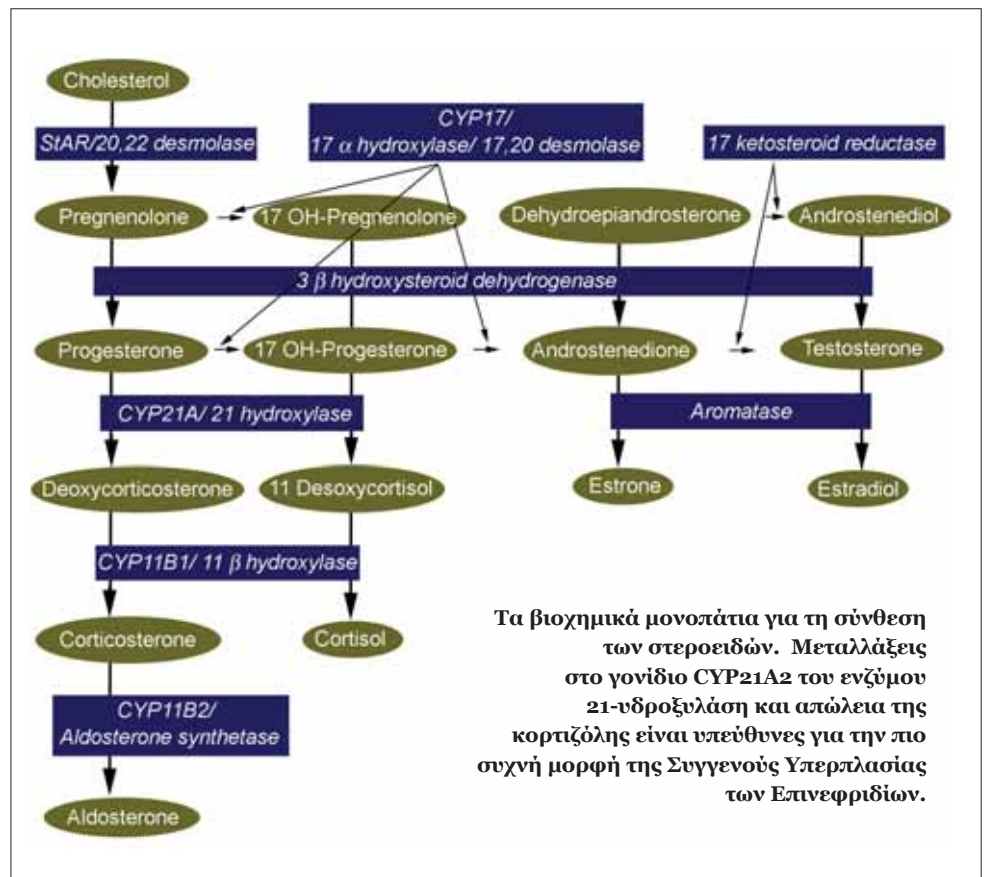 Cholesterol
CYP17/
17 α hydroxylase/ 17,20 desmolase
StAR/20,22 desmolase
17 ketosteroid reductase
Pregnenolone
17 OH-Pregnenolone
Dehydroepiandrosterone
Androstenediol
3 β hydroxysteroid dehydrogenase
Progesterone
17 OH-Progesterone
Androstenedione
Testosterone
CYP21A/ 21 hydroxylase
Aromatase
Deoxycorticosterone
11 Desoxycortisol
Estrone
Estradiol
CYP11B1/ 11 β hydroxylase
Corticosterone
Cortisol
CYP11B2/
Aldosterone synthetase
Aldosterone
Τα βιοχημικά μονοπάτια για τη σύνθεση
των στεροειδών. Μεταλλάξεις
στο γονίδιο CYP21A2 του ενζύμου
21-υδροξυλάση και απώλεια της
κορτιζόλης είναι υπεύθυνες για την πιο
συχνή μορφή της Συγγενούς Υπερπλασίας
των Επινεφριδίων.